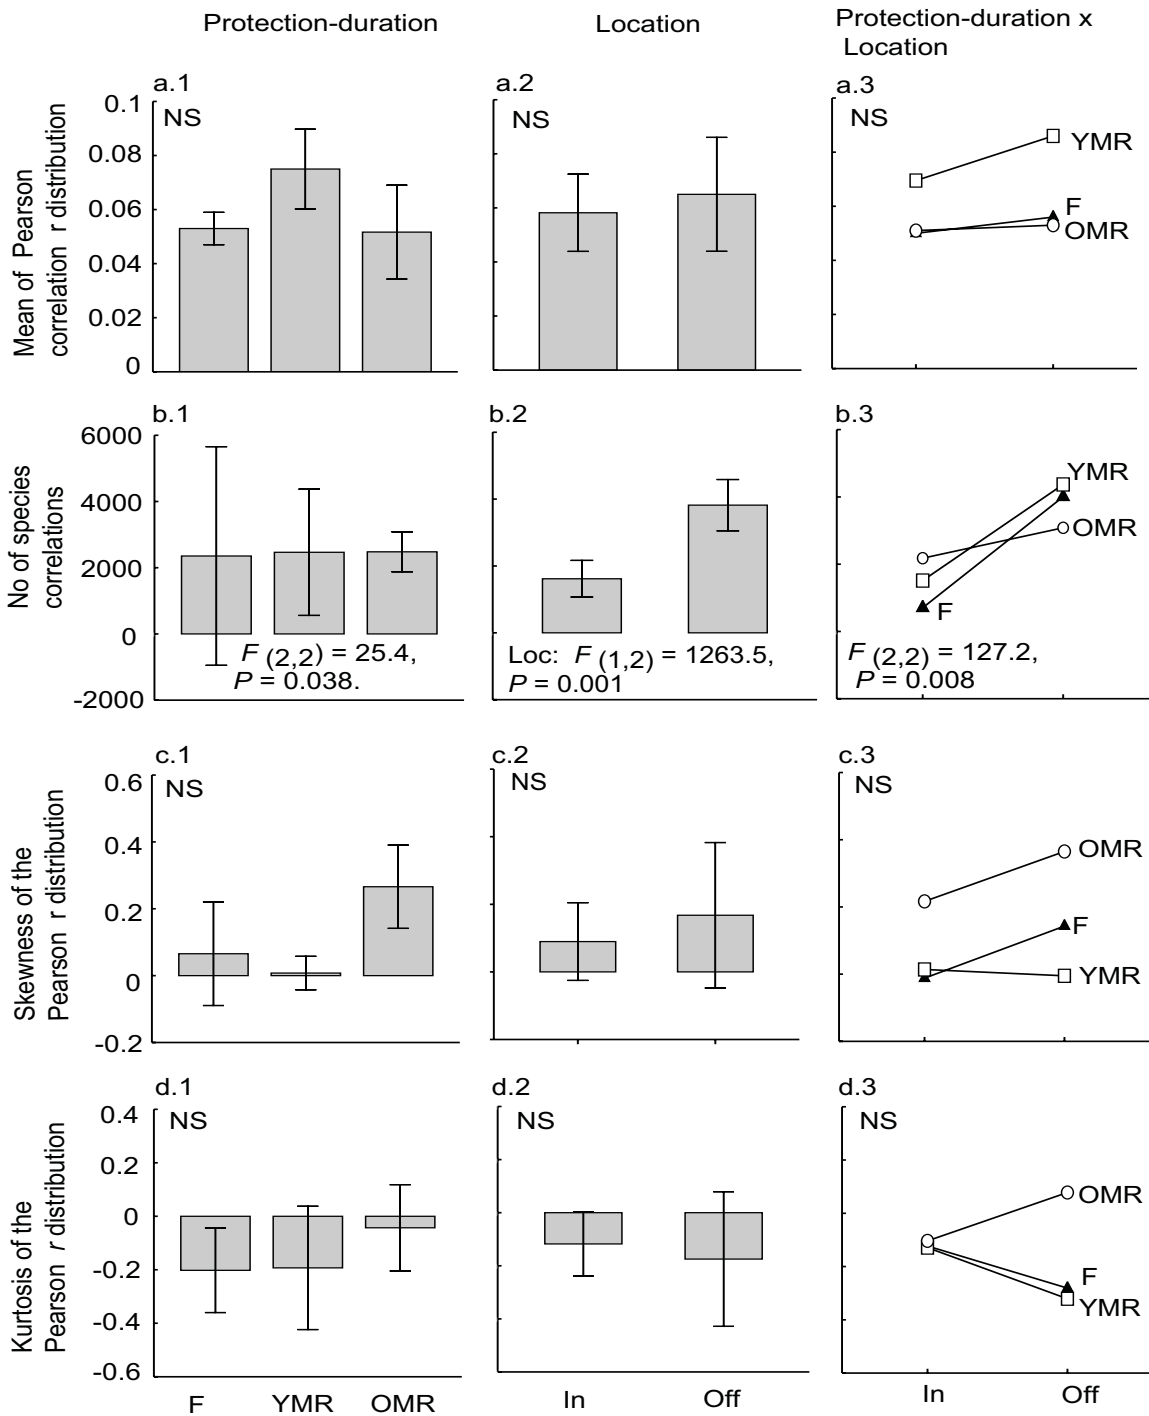 Protection-duration
Location
Protection-duration x
Location
a.1
a.2
a.3
Mean of Pearson
correlation r distribution
0.1
0.08
0.06
0.04
0.02
0
NS
NS
NS
YMR
F
OMR
b.1
b.2
b.3
No of species
correlations
6000
4000
2000
0
-2000
F (2,2) = 25.4,
P = 0.038.
Loc: F (1,2) = 1263.5,
P = 0.001
YMR
OMR
F
F (2,2) = 127.2,
P = 0.008
c.1
c.2
c.3
Skewness of the
Pearson r distribution
0.6
0.4
0.2
0
-0.2
NS
NS
NS
OMR
F
YMR
d.1
d.2
d.3
Kurtosis of the
Pearson r distribution
0.4
0.2
0
-0.2
-0.4
-0.6
NS
NS
NS
OMR
F
YMR
F
YMR
OMR
In
Off
In
Off